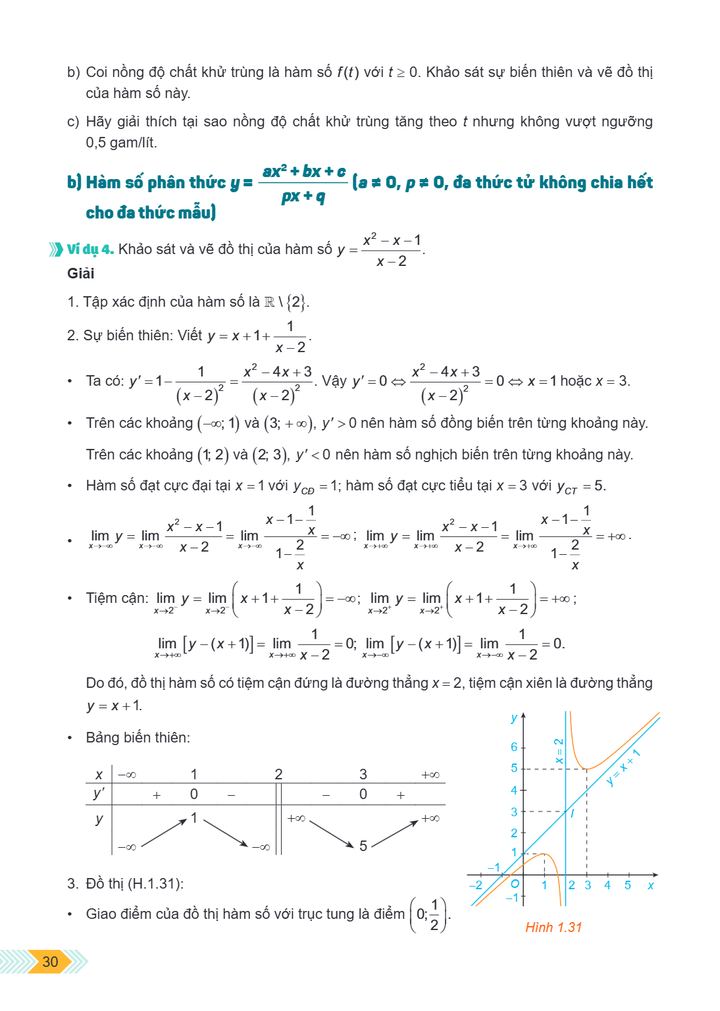 b) Coi nồng độ chất khử trùng là hàm số f(t) với t ≥ 0. Khảo sát sự biến thiên và vẽ đồ thị
của hàm số này.
c) Hãy giải thích tại sao nồng độ chất khử trùng tăng theo t nhưng không vượt ngưỡng
0,5 gam/lít.
b) Hàm số phân thức y = (ax² + bx + c)/(px + q) (a ≠ 0, p ≠ 0, đa thức tử không chia hết
cho đa thức mẫu)
Ví dụ 4. Khảo sát và vẽ đồ thị của hàm số y = (x² − x − 1)/(x − 2).
Giải
1. Tập xác định của hàm số là ℝ \ {2}.
2. Sự biến thiên: Viết y = x + 1 + 1/(x − 2).
• Ta có: y′ = 1 − 1/(x − 2)² = (x² − 4x + 3)/(x − 2)². Vậy y′ = 0 ⇔ (x² − 4x + 3)/(x − 2)² = 0 ⇔ x = 1 hoặc x = 3.
• Trên các khoảng (−∞; 1) và (3; +∞), y′ > 0 nên hàm số đồng biến trên từng khoảng này.
Trên các khoảng (1; 2) và (2; 3), y′ < 0 nên hàm số nghịch biến trên từng khoảng này.
• Hàm số đạt cực đại tại x = 1 với y_CĐ = 1; hàm số đạt cực tiểu tại x = 3 với y_CT = 5.
• lim x→−∞ y = lim x→−∞ (x² − x − 1)/(x − 2) = lim x→−∞ (x − 1 − 1/x)/(1 − 2/x) = −∞; lim x→+∞ y = lim x→+∞ (x² − x − 1)/(x − 2) = lim x→+∞ (x − 1 − 1/x)/(1 − 2/x) = +∞.
• Tiệm cận: lim x→2⁻ y = lim x→2⁻ (x + 1 + 1/(x − 2)) = −∞; lim x→2⁺ y = lim x→2⁺ (x + 1 + 1/(x − 2)) = +∞;
lim x→+∞ [y − (x + 1)] = lim x→+∞ 1/(x − 2) = 0; lim x→−∞ [y − (x + 1)] = lim x→−∞ 1/(x − 2) = 0.
Do đó, đồ thị hàm số có tiệm cận đứng là đường thẳng x = 2, tiệm cận xiên là đường thẳng
y = x + 1.
• Bảng biến thiên:
x −∞ 1 2 3 +∞
y′ + 0 − − 0 +
y 1 +∞ +∞
−∞ −∞ 5
3. Đồ thị (H.1.31):
• Giao điểm của đồ thị hàm số với trục tung là điểm (0; 1/2).
y
6
5
4
3
2
1
−1
−2
−1
O
1 2 3 4 5 x
x = 2
y = x + 1
I
Hình 1.31
30